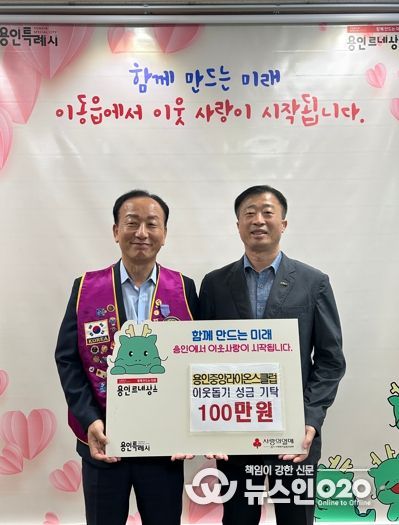 용인특례시
용인르네상스
함께 만드는 미래
이동읍에서 이웃 사랑이 시작됩니다.
KOREA
함께 만드는 미래
용인에서 이웃사랑이 시작됩니다.
용인중앙라이온스클럽
이웃돕기 성금 기탁
100만 원
용인르네상스
용인특례시
사랑의열매
책임이 강한 신문
뉴스인020
Online to Offline